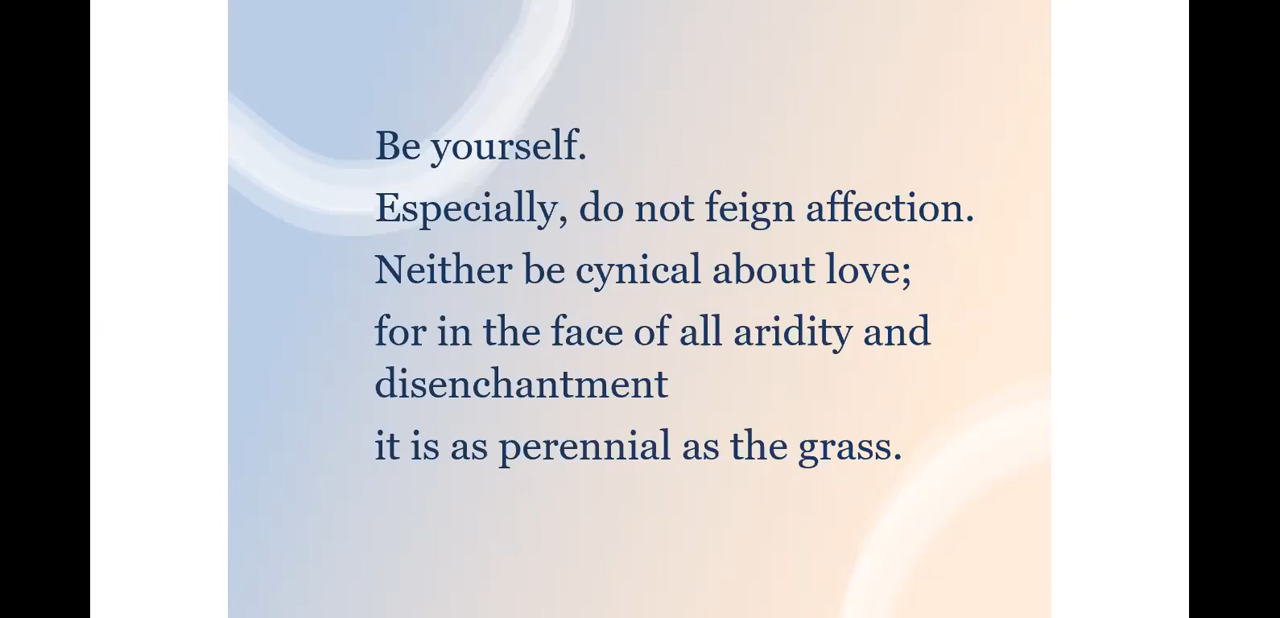 Be yourself.
Especially, do not feign affection.
Neither be cynical about love;
for in the face of all aridity and
disenchantment
it is as perennial as the grass.